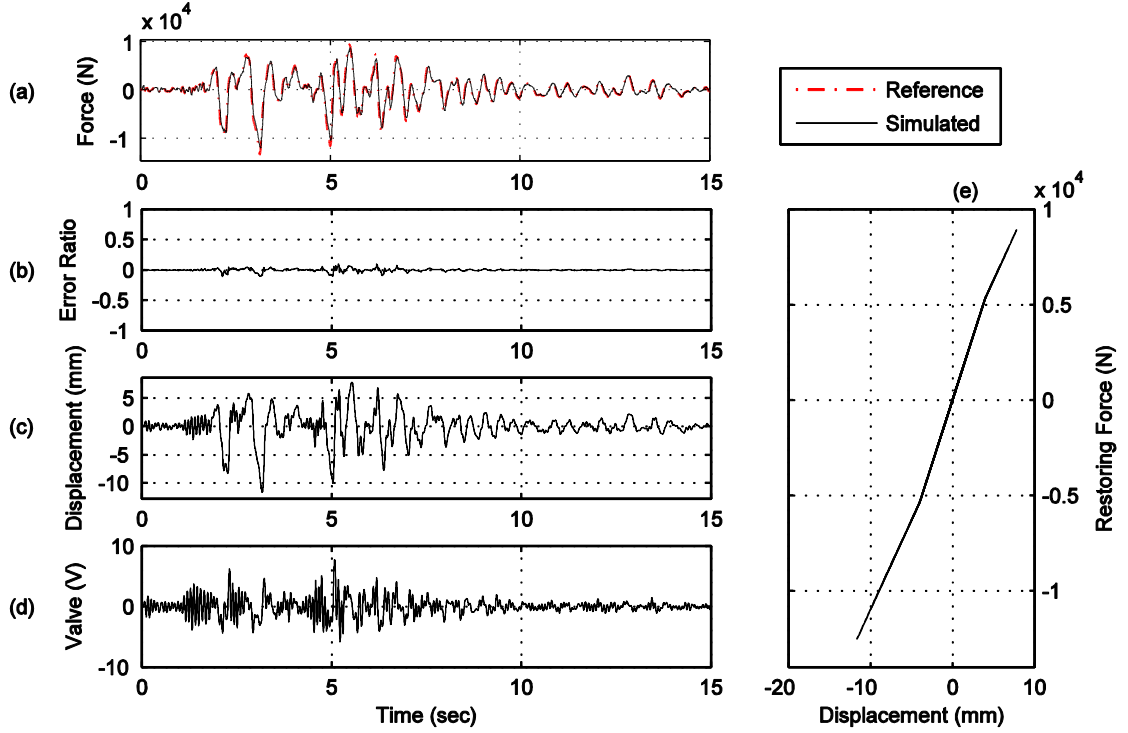 x 10^4
(a)
Force (N)
1
0
-1
0 5 10 15
Reference
Simulated
(b)
Error Ratio
1
0.5
0
-0.5
-1
0 5 10 15
(c)
Displacement (mm)
5
0
-5
-10
0 5 10 15
(d)
Valve (V)
10
0
-10
0 5 10 15
Time (sec)
(e)
x 10^4
1
0.5
0
-0.5
-1
Restoring Force (N)
-20 -10 0 10
Displacement (mm)